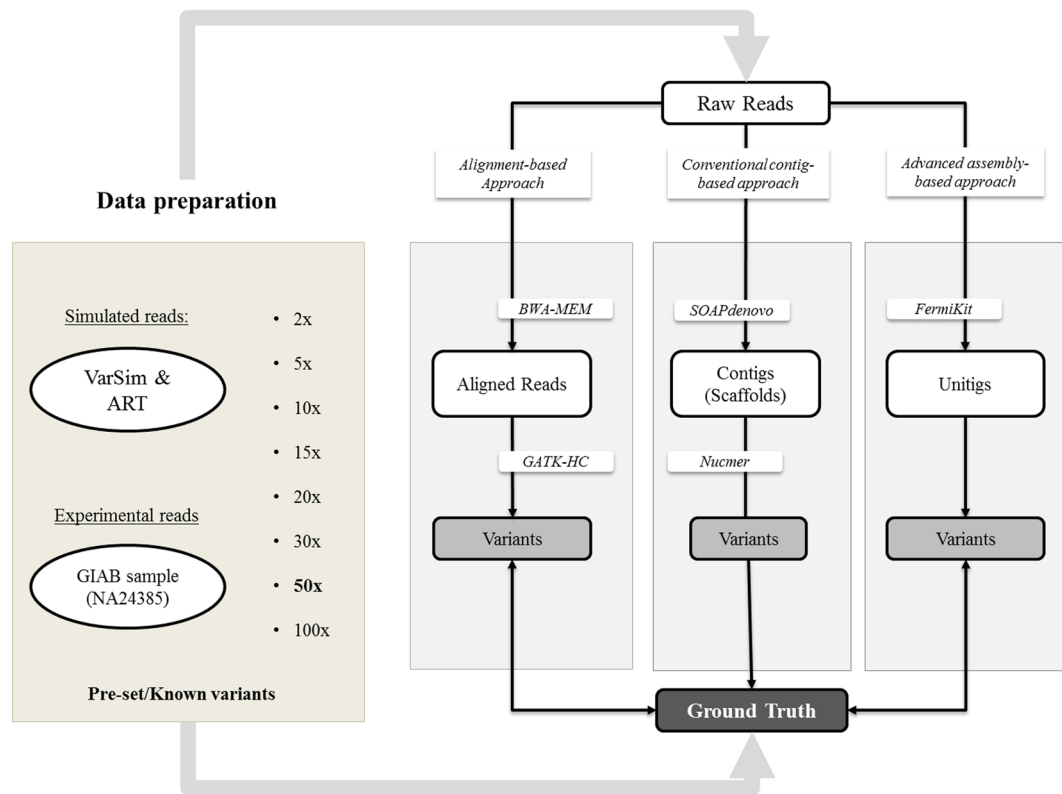 Raw Reads
Alignment-based
Approach
Conventional contig-
based approach
Advanced assembly-
based approach
Data preparation
Simulated reads:
VarSim &
ART
Experimental reads
GIAB sample
(NA24385)
• 2x
• 5x
• 10x
• 15x
• 20x
• 30x
• 50x
• 100x
Pre-set/Known variants
BWA-MEM
Aligned Reads
GATK-HC
Variants
SOAPdenovo
Contigs
(Scaffolds)
Nucmer
Variants
FermiKit
Unitigs
Variants
Ground Truth